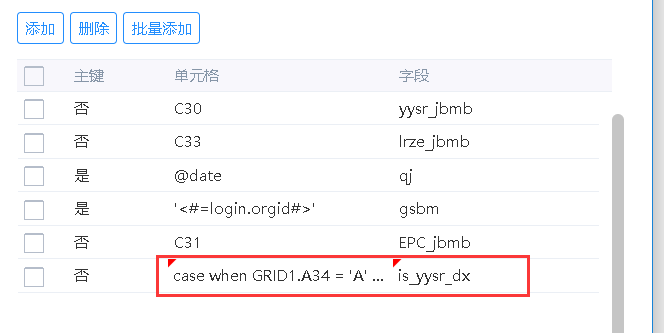 添加 删除 批量添加
主键 单元格 字段
否 C30 yysr_jbmb
否 C33 lrze_jbmb
是 @date qj
是 '<#=login.orgid#>' gsbm
否 C31 EPC_jbmb
否 case when GRID1.A34 = 'A' ... is_yysr_dx